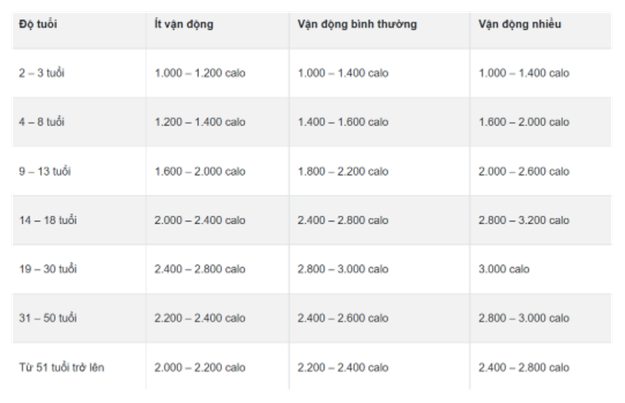 Độ tuổi Ít vận động Vận động bình thường Vận động nhiều
2 – 3 tuổi 1.000 – 1.200 calo 1.000 – 1.400 calo 1.000 – 1.400 calo
4 – 8 tuổi 1.200 – 1.400 calo 1.400 – 1.600 calo 1.600 – 2.000 calo
9 – 13 tuổi 1.600 – 2.000 calo 1.800 – 2.200 calo 2.000 – 2.600 calo
14 – 18 tuổi 2.000 – 2.400 calo 2.400 – 2.800 calo 2.800 – 3.200 calo
19 – 30 tuổi 2.400 – 2.800 calo 2.800 – 3.000 calo 3.000 calo
31 – 50 tuổi 2.200 – 2.400 calo 2.400 – 2.600 calo 2.800 – 3.000 calo
Từ 51 tuổi trở lên 2.000 – 2.200 calo 2.200 – 2.400 calo 2.400 – 2.800 calo